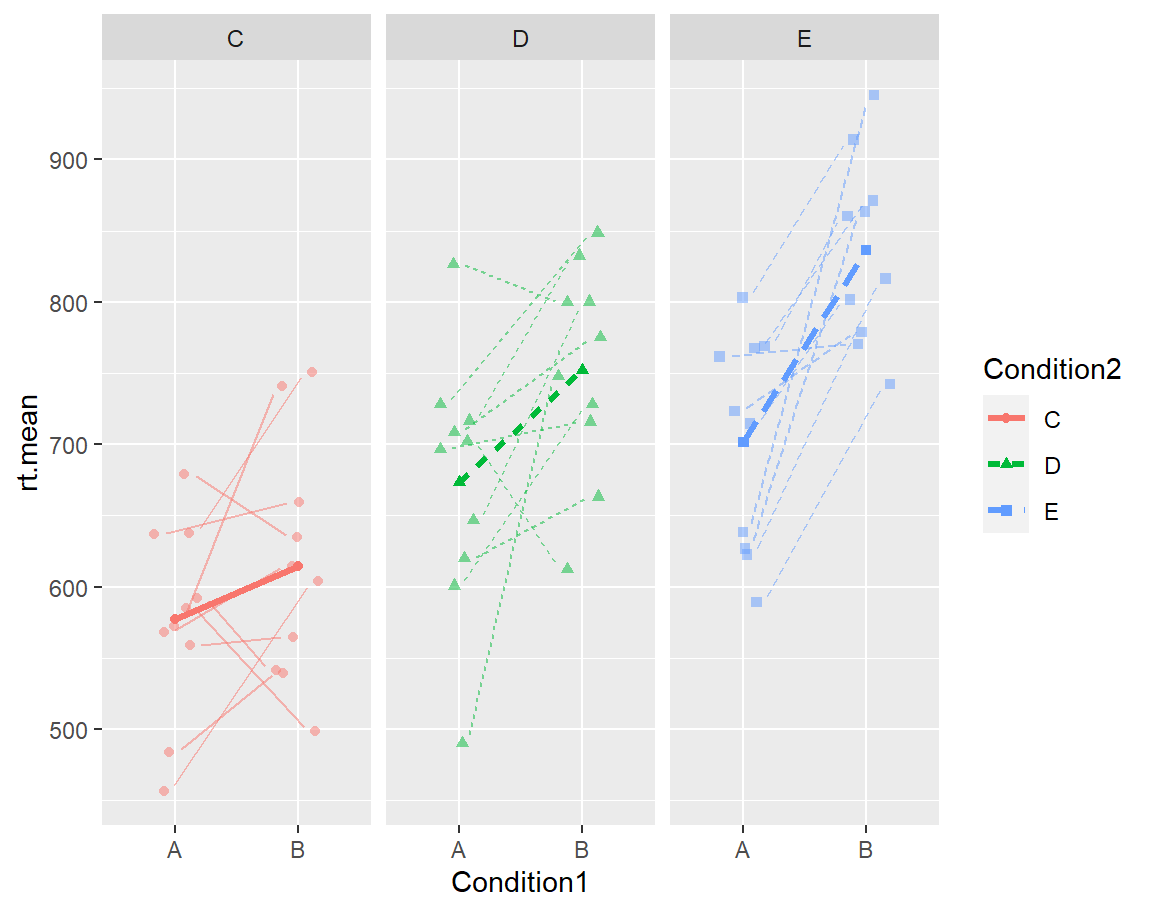 C D E
rt.mean
900
800
700
600
500
A B A B A B
Condition1
Condition2
C
D
E